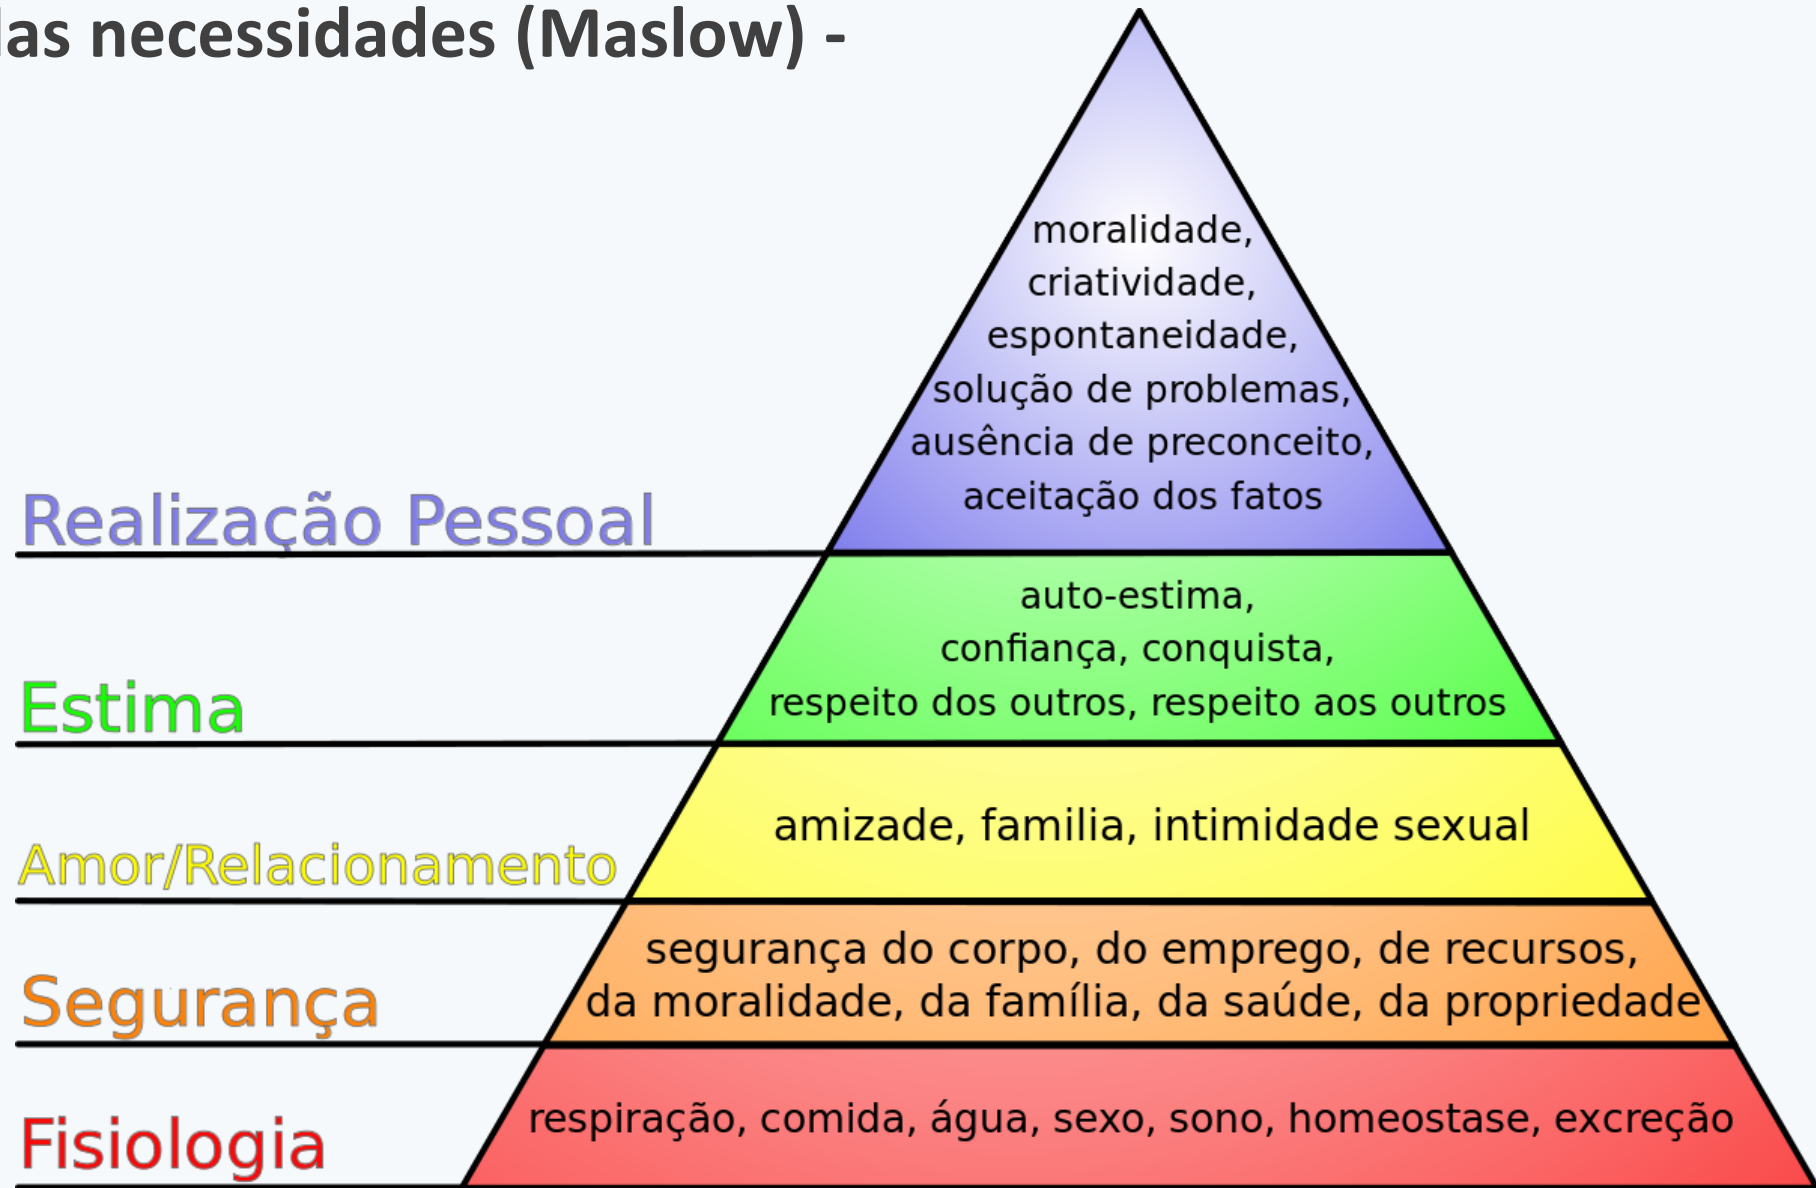 necessidades (Maslow) -
moralidade,
criatividade,
espontaneidade,
solução de problemas,
ausência de preconceito,
aceitação dos fatos
Realização Pessoal
auto-estima,
confiança, conquista,
respeito dos outros, respeito aos outros
Estima
amizade, familia, intimidade sexual
Amor/Relacionamento
segurança do corpo, do emprego, de recursos,
da moralidade, da família, da saúde, da propriedade
Segurança
respiração, comida, água, sexo, sono, homeostase, excreção
Fisiologia